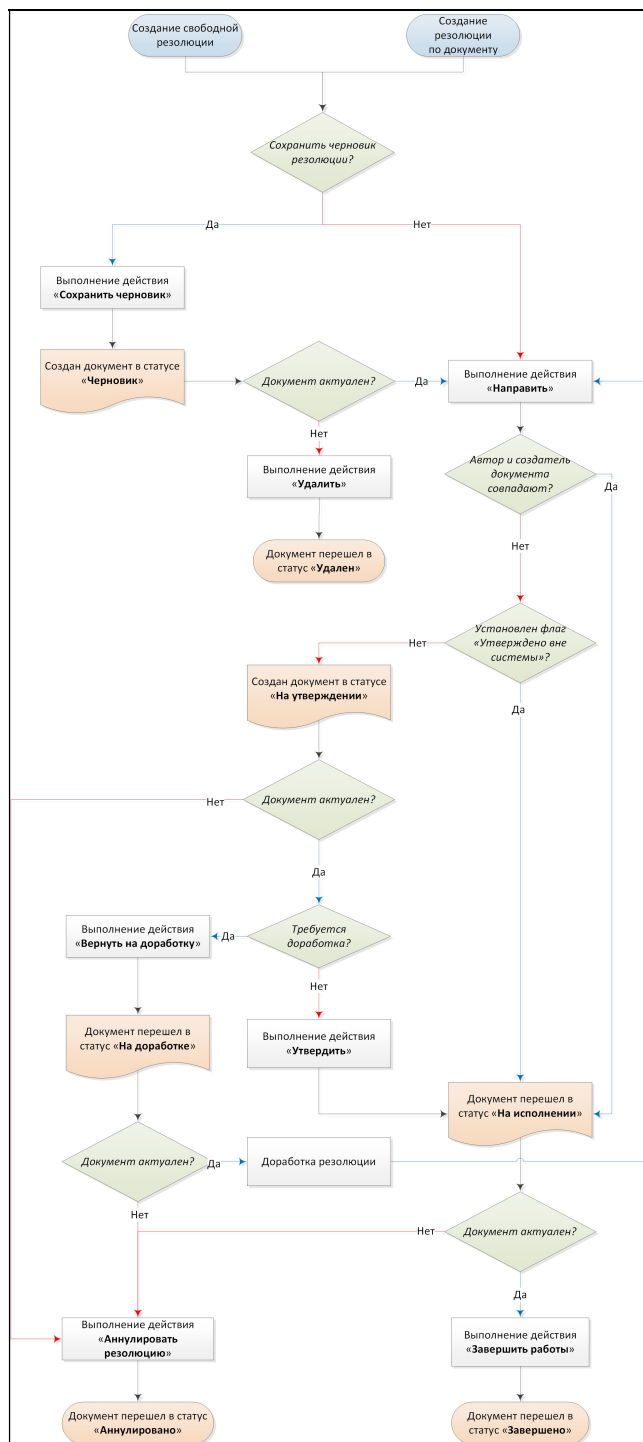 Создание свободной
резолюции
Создание
резолюции
по документу
Сохранить черновик
резолюции?
Да
Нет
Выполнение действия
«Сохранить черновик»
Создан документ в статусе
«Черновик»
Документ актуален?
Да
Выполнение действия
«Направить»
Нет
Выполнение действия
«Удалить»
Документ перешел в
статус «Удален»
Автор и создатель
документа
совпадают?
Да
Нет
Установлен флаг
«Утверждено вне
системы»?
Нет
Да
Создан документ в статусе
«На утверждении»
Документ актуален?
Нет
Да
Требуется
доработка?
Да
Выполнение действия
«Вернуть на доработку»
Нет
Документ перешел в
статус «На доработке»
Выполнение действия
«Утвердить»
Документ перешел в
статус «На исполнении»
Документ актуален?
Да
Доработка резолюции
Нет
Документ актуален?
Нет
Да
Выполнение действия
«Аннулировать
резолюцию»
Выполнение действия
«Завершить работы»
Документ перешел в статус
«Аннулировано»
Документ перешел в
статус «Завершено»